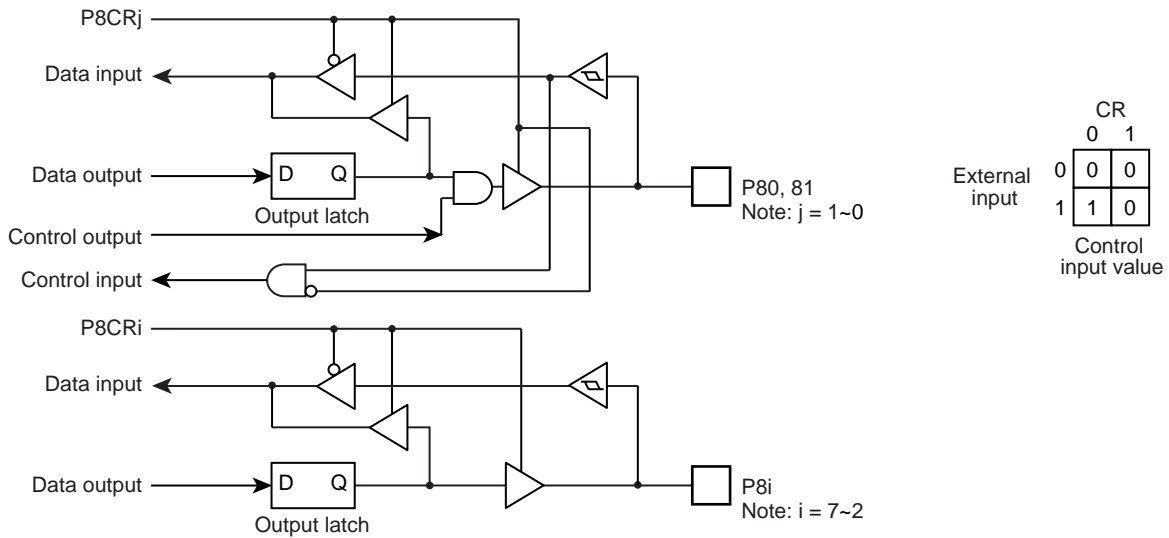 P8CRj
Data input
Data output
D Q
Output latch
Control output
Control input
P80, 81
Note: j = 1~0
CR
0 1
External
input
0 0 0
1 1 0
Control
input value
P8CRi
Data input
Data output
D Q
Output latch
P8i
Note: i = 7~2